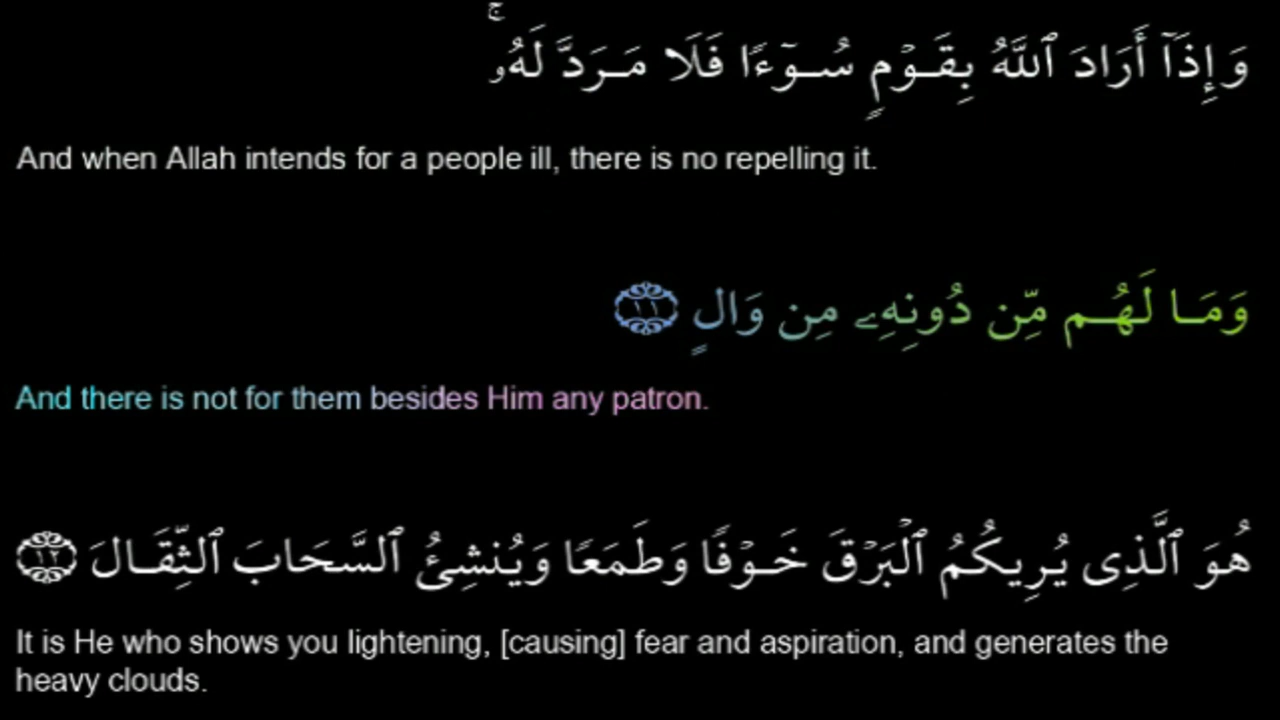 وَإِذَآ أَرَادَ ٱللَّهُ بِقَوْمٍ سُوٓءًا فَلَا مَرَدَّ لَهُۥ ۚ
And when Allah intends for a people ill, there is no repelling it.
وَمَا لَهُم مِّن دُونِهِۦ مِن وَالٍ ١١
And there is not for them besides Him any patron.
هُوَ ٱلَّذِى يُرِيكُمُ ٱلْبَرْقَ خَوْفًا وَطَمَعًا وَيُنشِئُ ٱلسَّحَابَ ٱلثِّقَالَ ١٢
It is He who shows you lightening, [causing] fear and aspiration, and generates the
heavy clouds.